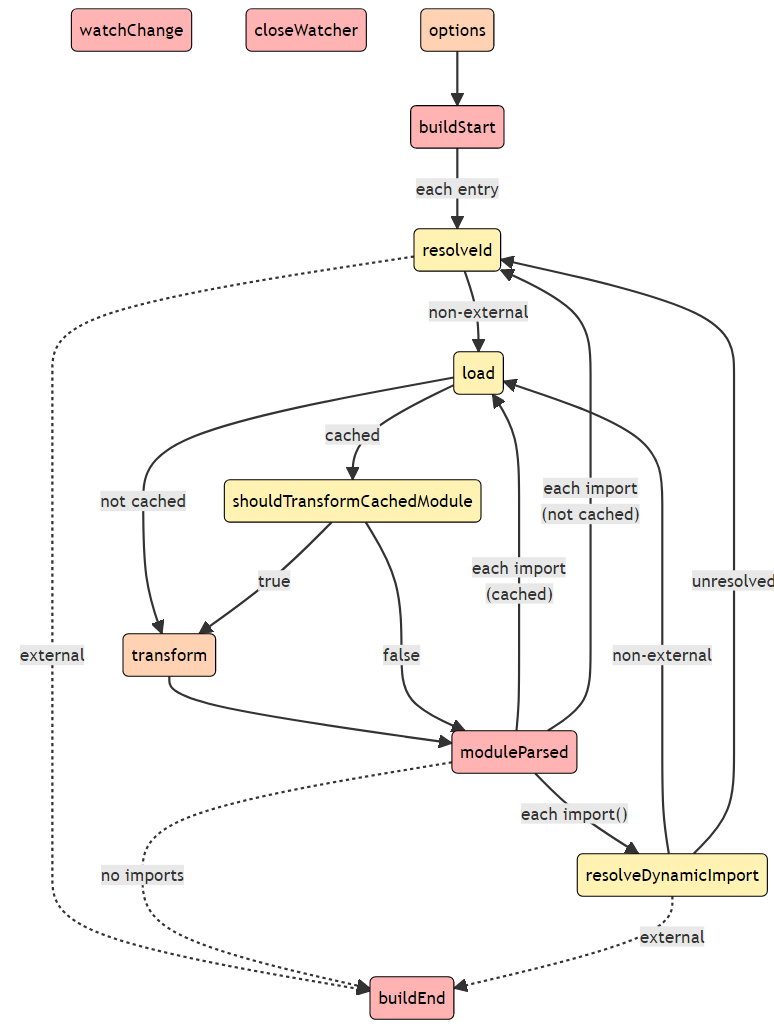 watchChange
closeWatcher
options
buildStart
each entry
resolveId
non-external
load
cached
each import
(not cached)
not cached
shouldTransformCachedModule
each import
(cached)
true
unresolved
transform
external
false
non-external
moduleParsed
each import()
no imports
resolveDynamicImport
external
buildEnd